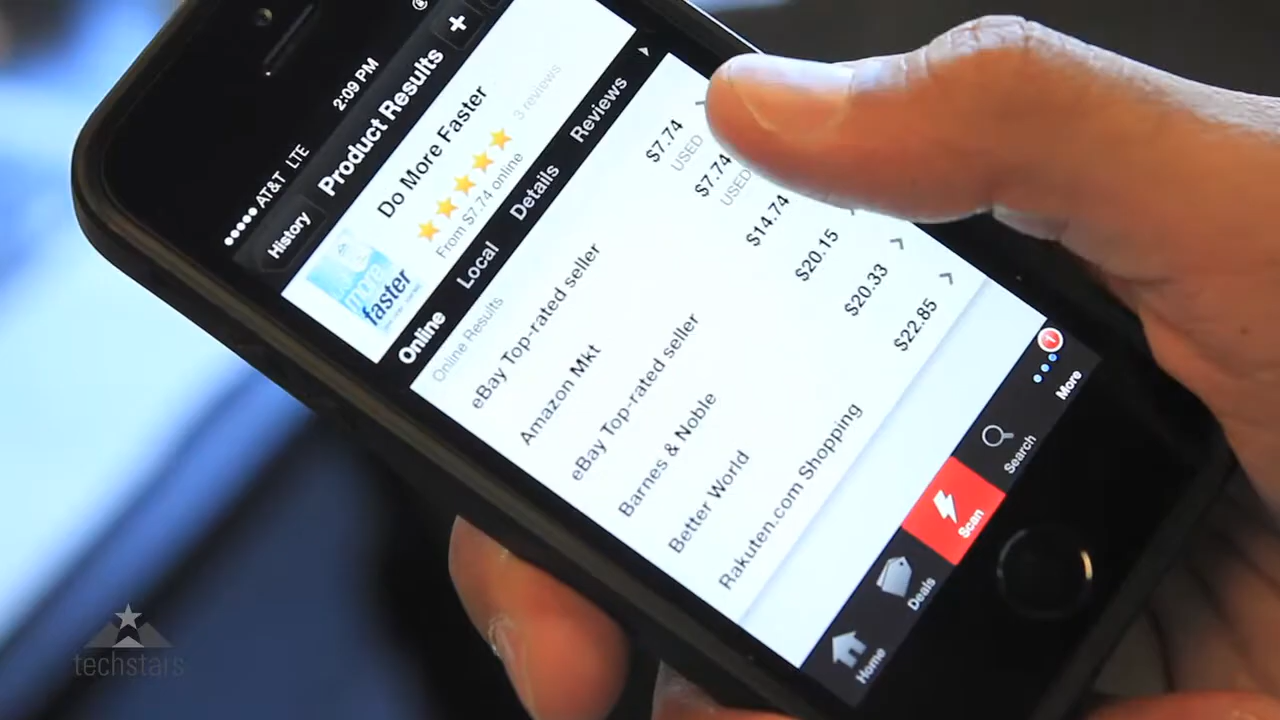 ●●●●● AT&T LTE 2:09 PM
History Product Results +
more
faster
Do More Faster
3 reviews
From $7.74 online
Online Local Details Reviews
Online Results
eBay Top-rated seller $7.74
USED
Amazon Mkt $7.74
USED
eBay Top-rated seller $14.74
Barnes & Noble $20.15
Better World $20.33
Rakuten.com Shopping $22.85
Home Deals Scan Search More
1
techstars